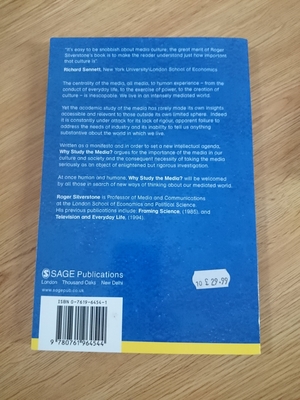 "It's easy to be snobbish about media culture; the great merit of Roger
Silverstone's book is to make the reader understand just how important
that culture is"
Richard Sennett, New York University/London School of Economics
The centrality of the media, all media, to human experience – from the
conduct of everyday life, to the exercise of power, to the creation of
culture – is inescapable. We live in an intensely mediated world.
Yet the academic study of the media has rarely made its own insights
accessible and relevant to those outside its own limited sphere. Indeed,
it is constantly under attack for its lack of rigour, apparent failure to
address the needs of industry and its inability to tell us anything
substantive about the world in which we live.
Written as a manifesto and in order to set a new intellectual agenda,
Why Study the Media? argues for the importance of the media in our
culture and society and the consequent necessity of taking the media
seriously as an object of enlightened but rigorous investigation.
At once human and humane, Why Study the Media? will be welcomed
by all those in search of new ways of thinking about our mediated world.
Roger Silverstone is Professor of Media and Communications
at the London School of Economics and Political Science.
His previous publications include: Framing Science, (1985), and
Television and Everyday Life, (1994).
SAGE Publications
London · Thousand Oaks · New Delhi
www.sagepub.co.uk
10 £ 29.99
ISBN 0-7619-6454-1
9 780761 964544